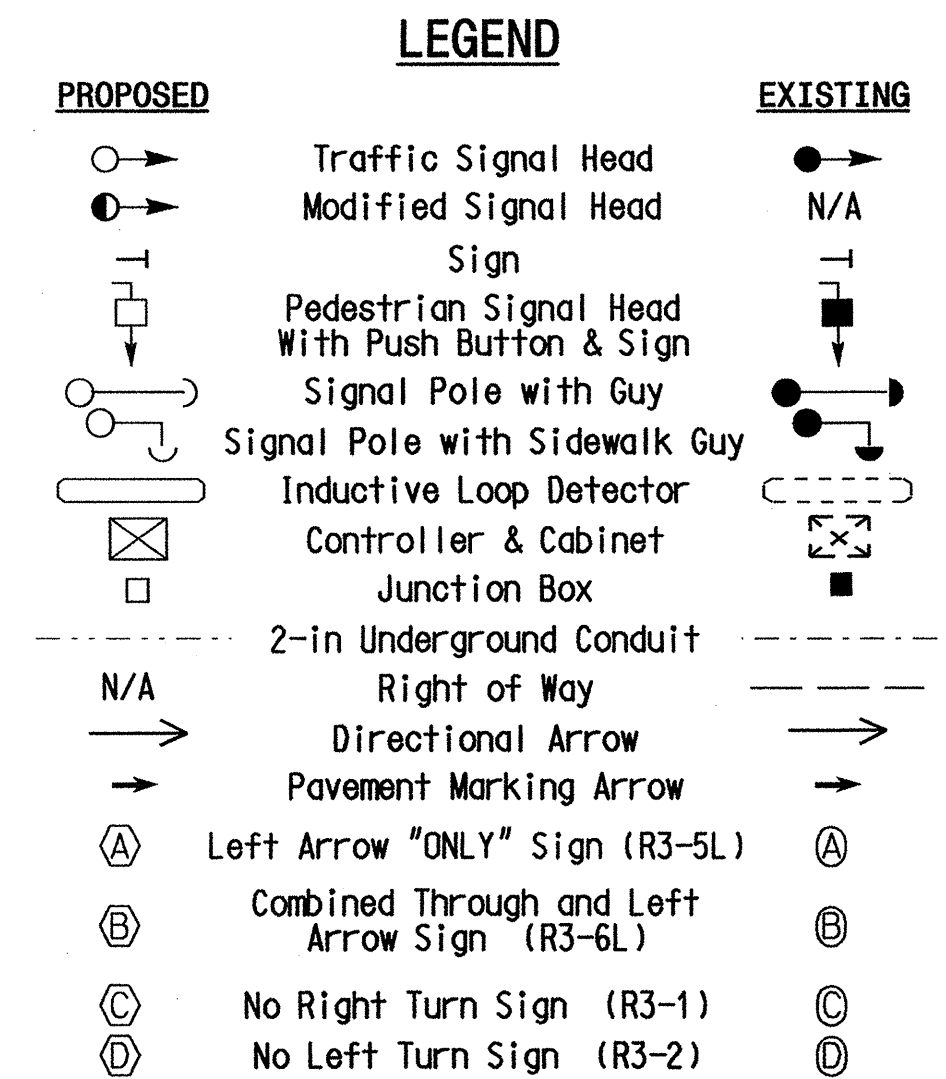 LEGEND
PROPOSED EXISTING
Traffic Signal Head
Modified Signal Head N/A
Sign
Pedestrian Signal Head
With Push Button & Sign
Signal Pole with Guy
Signal Pole with Sidewalk Guy
Inductive Loop Detector
Controller & Cabinet
Junction Box
2-in Underground Conduit
N/A Right of Way
Directional Arrow
Pavement Marking Arrow
A Left Arrow "ONLY" Sign (R3-5L) A
Combined Through and Left
B Arrow Sign (R3-6L) B
C No Right Turn Sign (R3-1) C
D No Left Turn Sign (R3-2) D